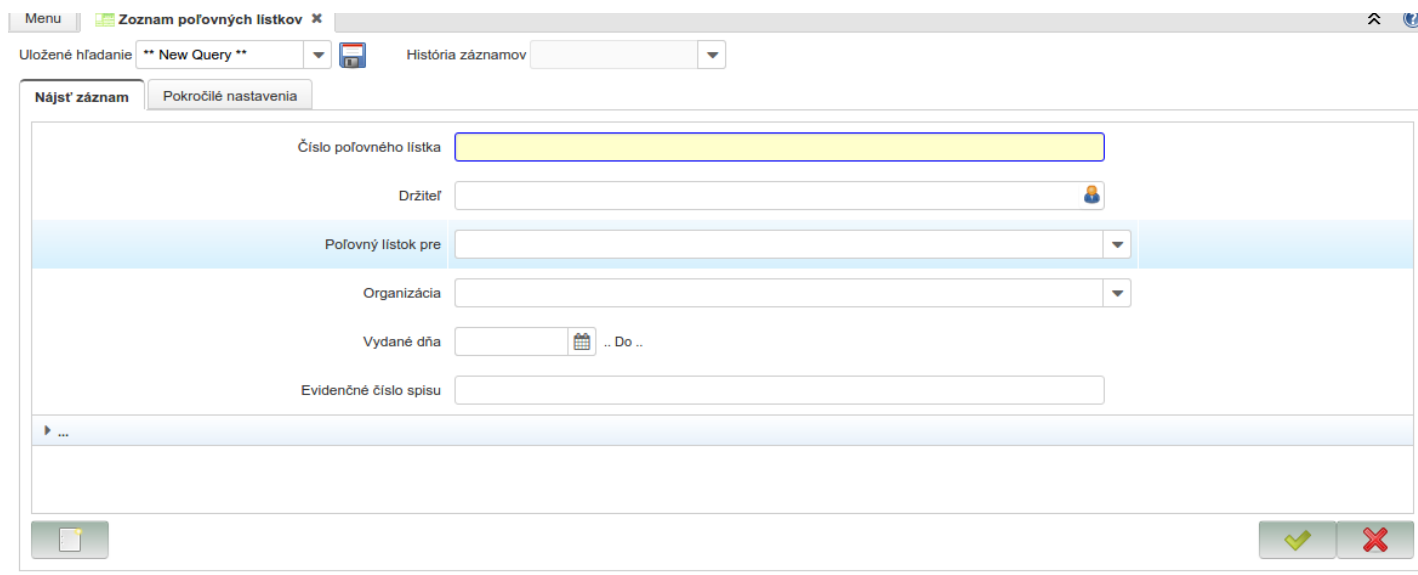 Menu Zoznam poľovných lístkov
Uložené hľadanie ** New Query ** História záznamov
Nájsť záznam Pokročilé nastavenia
Číslo poľovného lístka
Držiteľ
Poľovný lístok pre
Organizácia
Vydané dňa .. Do ..
Evidenčné číslo spisu
...